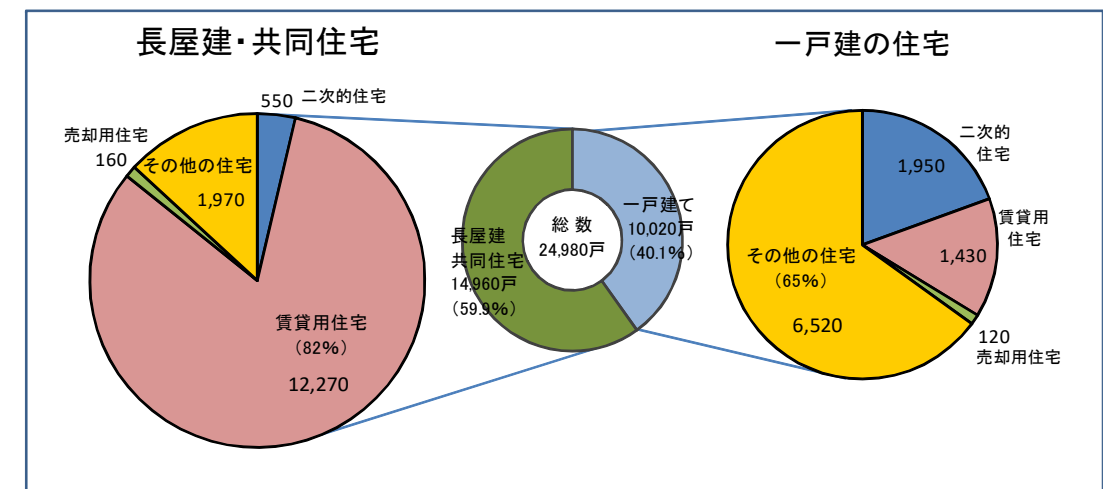 長屋建・共同住宅
550 二次的住宅
売却用住宅
160
その他の住宅
1,970
賃貸用住宅
（82%）
12,270
総 数
24,980戸
長屋建
共同住宅
14,960戸
（59.9%）
一戸建て
10,020戸
（40.1%）
一戸建の住宅
二次的
住宅
1,950
賃貸用
住宅
1,430
120
売却用住宅
その他の住宅
（65%）
6,520